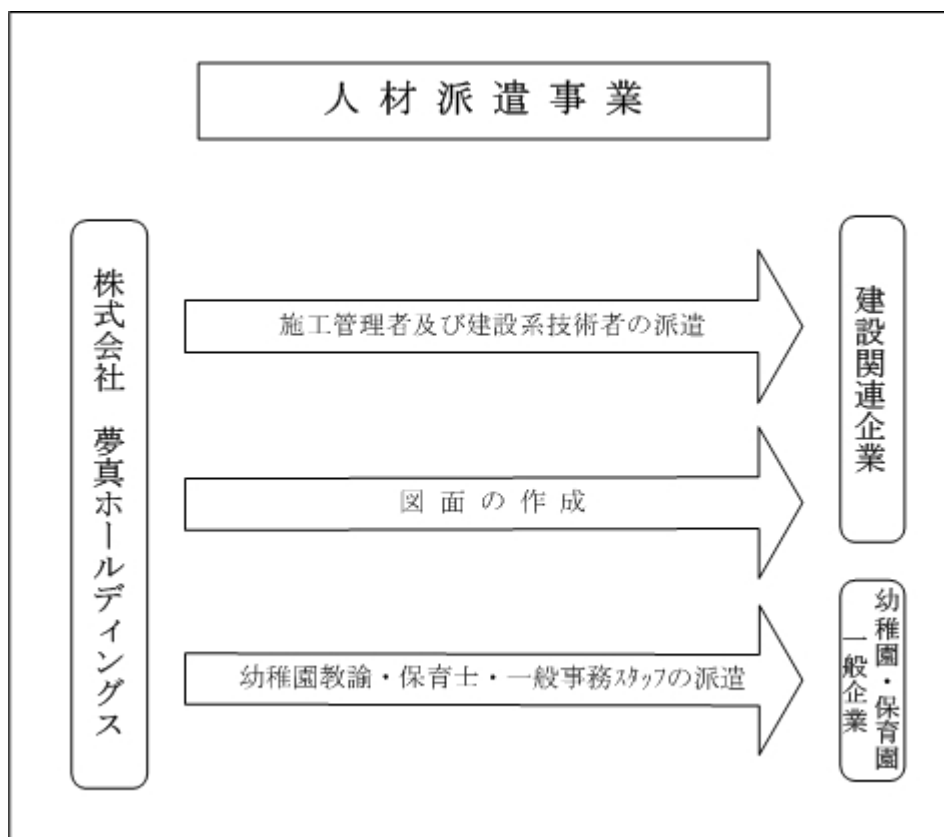 人材派遣事業
株式会社　夢真ホールディングス
施工管理者及び建設系技術者の派遣
図面の作成
幼稚園教諭・保育士・一般事務ｽﾀｯﾌの派遣
建設関連企業
幼稚園・保育園
一般企業